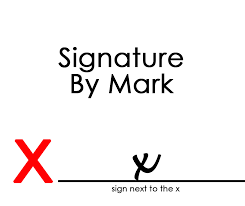 Signature
By Mark
X x
sign next to the x